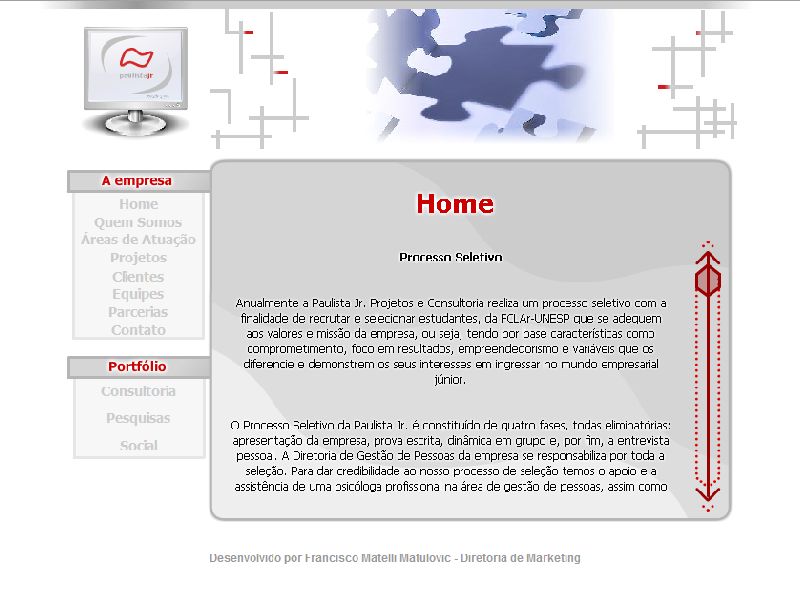 paulistajr
A empresa
Home
Quem Somos
Áreas de Atuação
Projetos
Clientes
Equipes
Parcerias
Contato
Portfólio
Consultoria
Pesquisas
Social
Home
Processo Seletivo
Anualmente a Paulista Jr. Projetos e Consultoria realiza um processo seletivo com a
finalidade de recrutar e selecionar estudantes, da FCLAr-UNESP que se adequem
aos valores e missão da empresa, ou seja, tendo por base características como
comprometimento, foco em resultados, empreendedorismo e variáveis que os
diferencie e demonstrem os seus interesses em ingressar no mundo empresarial
júnior.
O Processo Seletivo da Paulista Jr. é constituído de quatro fases, todas eliminatórias:
apresentação da empresa, prova escrita, dinâmica em grupo e, por fim, a entrevista
pessoal. A Diretoria de Gestão de Pessoas da empresa se responsabiliza por toda a
seleção. Para dar credibilidade ao nosso processo de seleção temos o apoio e a
assistência de uma psicóloga profissional na área de gestão de pessoas, assim como
Desenvolvido por Francisco Matelli Matulovic - Diretoria de Marketing